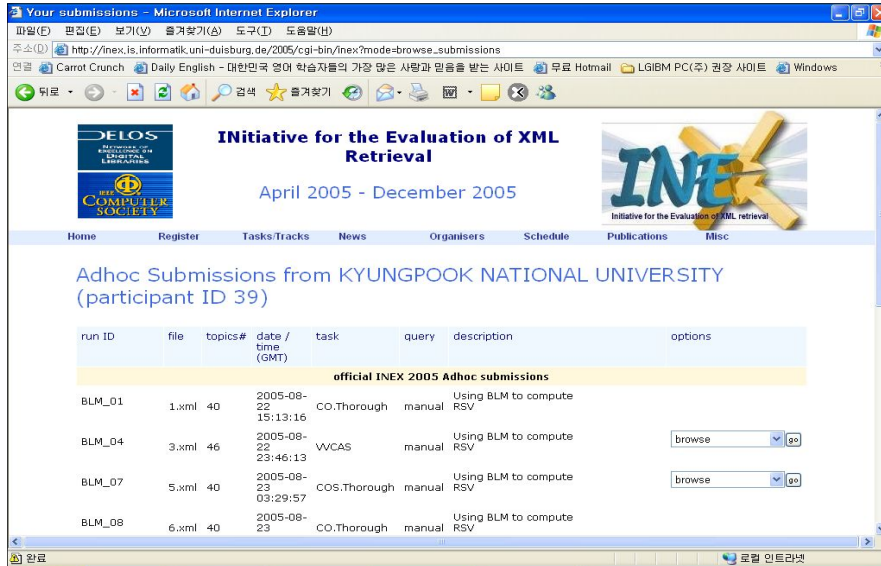 Your submissions - Microsoft Internet Explorer
파일(F) 편집(E) 보기(V) 즐겨찾기(A) 도구(T) 도움말(H)
주소(D) http://inex.is.informatik.uni-duisburg.de/2005/cgi-bin/inex?mode=browse_submissions
연결 Carrot Crunch Daily English - 대한민국 영어 학습자들의 가장 많은 사랑과 믿음을 받는 사이트 무료 Hotmail LGIBM PC(주) 권장 사이트 Windows
뒤로 검색 즐겨찾기
DELOS
NETWORK OF
EXCELLENCE ON
DIGITAL
LIBRARIES
IEEE
COMPUTER
SOCIETY
INitiative for the Evaluation of XML
Retrieval
April 2005 - December 2005
INEX
Initiative for the Evaluation of XML retrieval
Home Register Tasks/Tracks News Organisers Schedule Publications Misc
Adhoc Submissions from KYUNGPOOK NATIONAL UNIVERSITY
(participant ID 39)
run ID file topics# date / time (GMT) task query description options
official INEX 2005 Adhoc submissions
BLM_01 1.xml 40 2005-08-22 15:13:16 CO.Thorough manual Using BLM to compute RSV
BLM_04 3.xml 46 2005-08-22 23:46:13 VVCAS manual Using BLM to compute RSV browse go
BLM_07 5.xml 40 2005-08-23 03:29:57 COS.Thorough manual Using BLM to compute RSV browse go
BLM_08 6.xml 40 2005-08-23 CO.Thorough manual Using BLM to compute RSV
완료 로컬 인트라넷